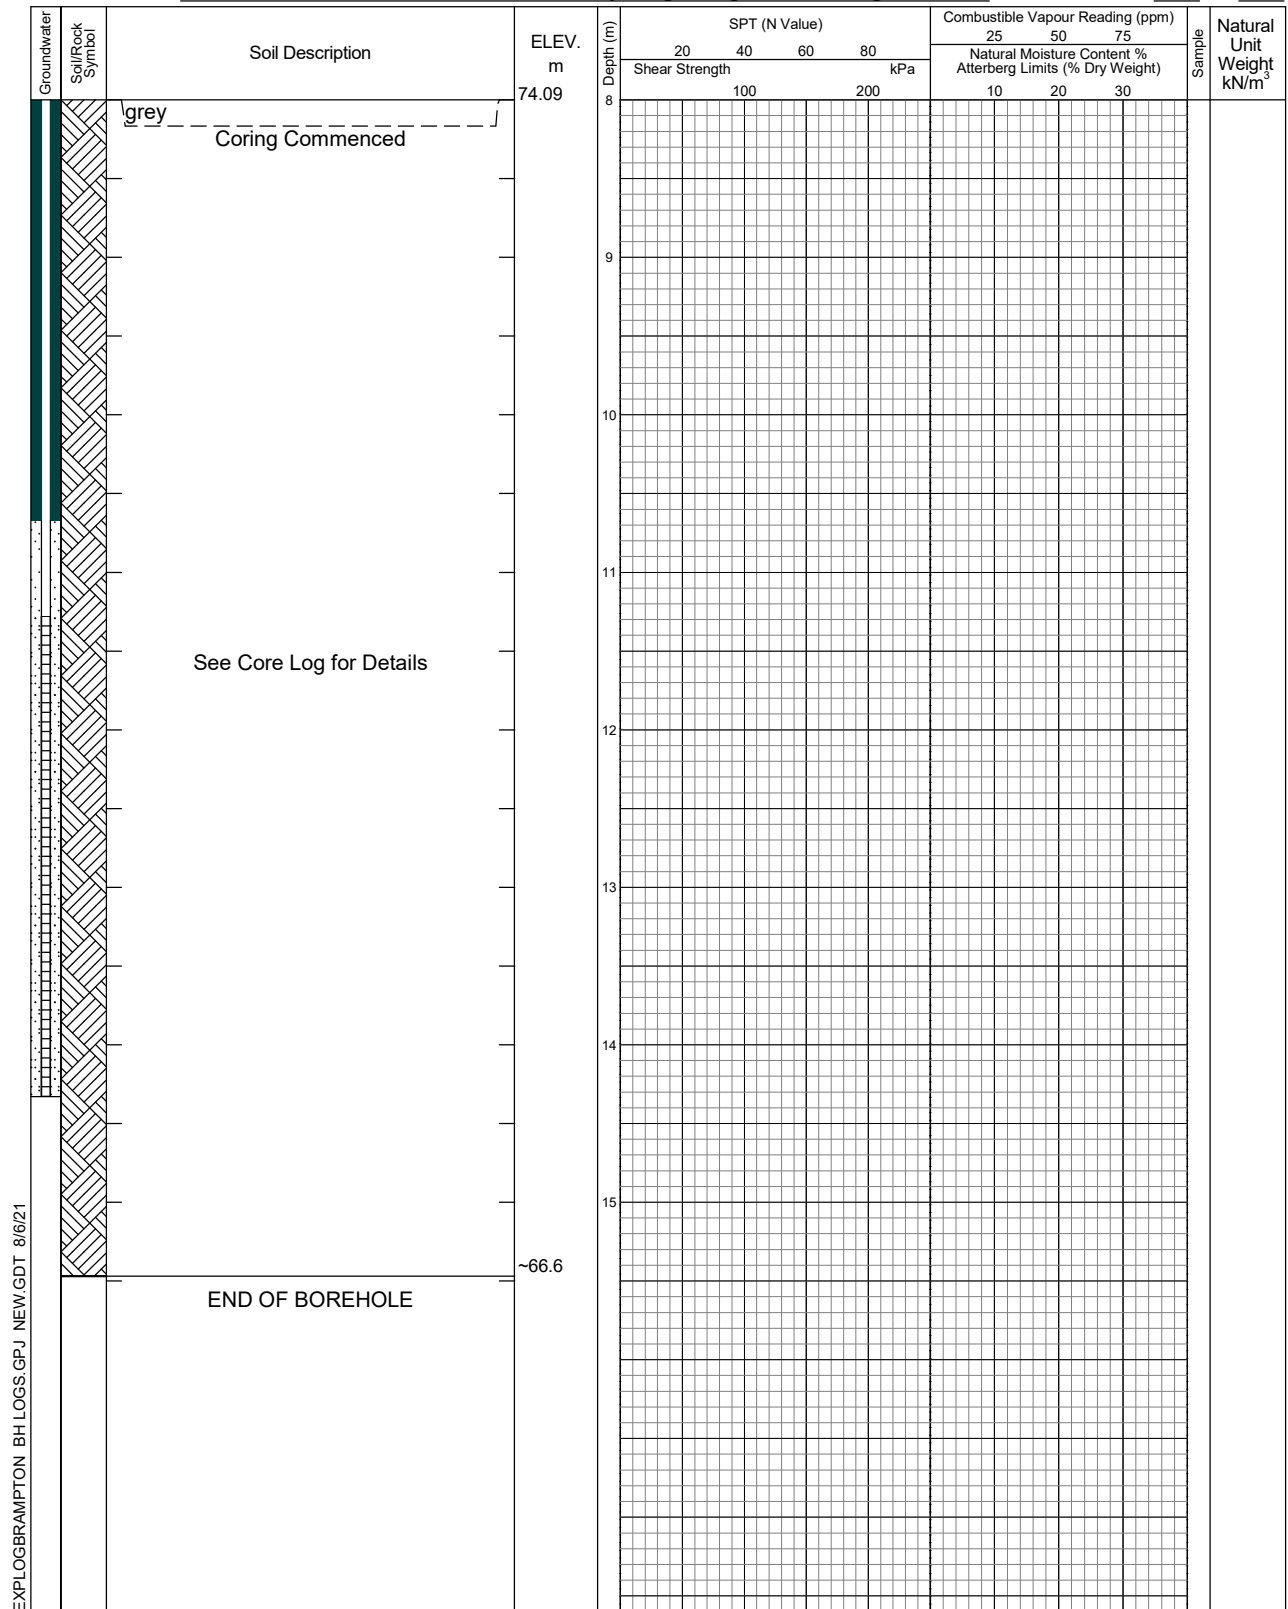 Groundwater
Soil/Rock
Symbol
Soil Description
ELEV.
m
74.09
Depth (m)
SPT (N Value)
20 40 60 80
Shear Strength kPa
100 200
Combustible Vapour Reading (ppm)
25 50 75
Natural Moisture Content %
Atterberg Limits (% Dry Weight)
10 20 30
Sample
Natural
Unit
Weight
kN/m³
8
grey
Coring Commenced
9
10
11
See Core Log for Details
12
13
14
15
~66.6
END OF BOREHOLE
EXPLOGBRAMPTON BH LOGS.GPJ NEW.GDT 8/6/21